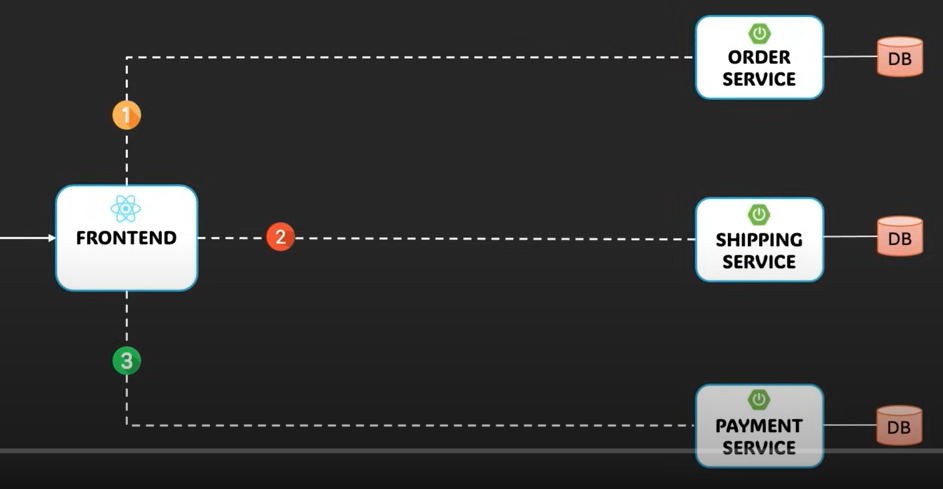 ORDER
SERVICE
DB
1
FRONTEND
2
SHIPPING
SERVICE
DB
3
PAYMENT
SERVICE
DB